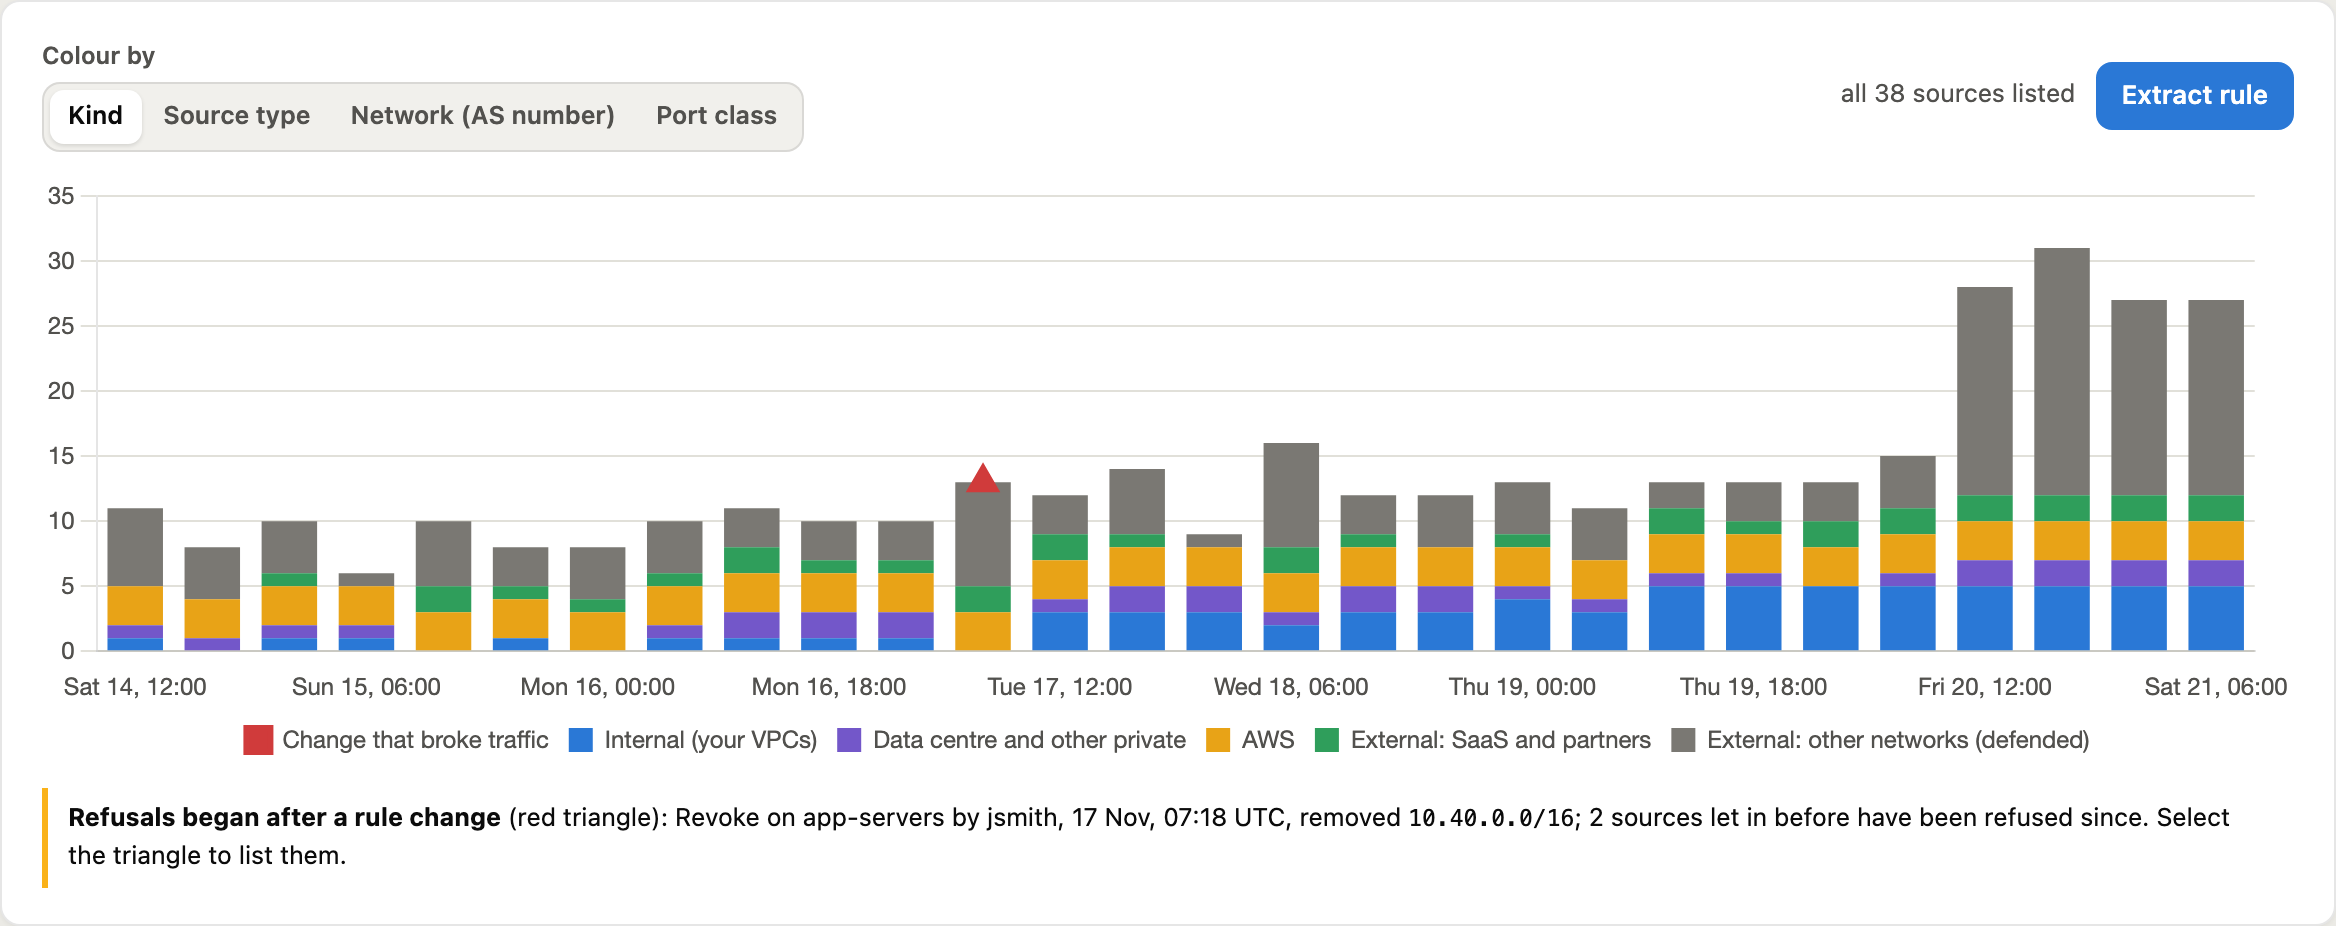 Colour by
Kind Source type Network (AS number) Port class
all 38 sources listed
Extract rule
35
30
25
20
15
10
5
0
Sat 14, 12:00 Sun 15, 06:00 Mon 16, 00:00 Mon 16, 18:00 Tue 17, 12:00 Wed 18, 06:00 Thu 19, 00:00 Thu 19, 18:00 Fri 20, 12:00 Sat 21, 06:00
Change that broke traffic Internal (your VPCs) Data centre and other private AWS External: SaaS and partners External: other networks (defended)
Refusals began after a rule change (red triangle): Revoke on app-servers by jsmith, 17 Nov, 07:18 UTC, removed 10.40.0.0/16; 2 sources let in before have been refused since. Select
the triangle to list them.